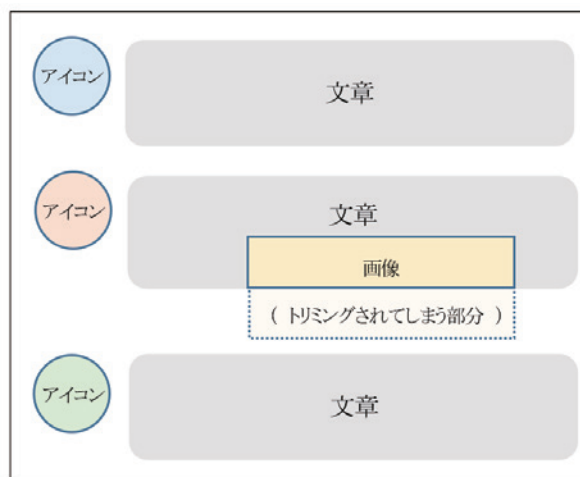 アイコン
文章
アイコン
文章
画像
( トリミングされてしまう部分 )
アイコン
文章